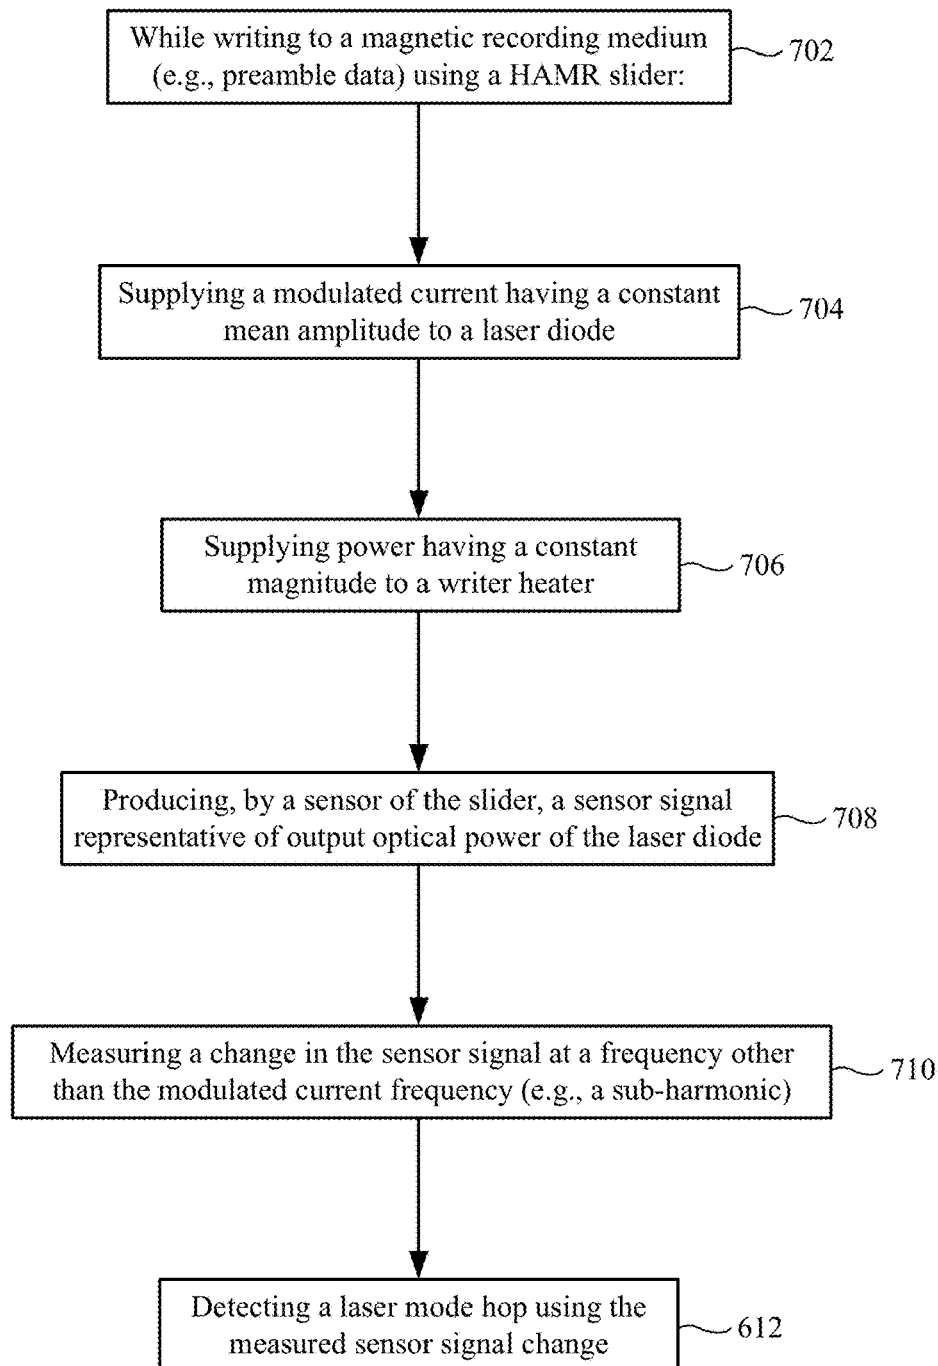 While writing to a magnetic recording medium
(e.g., preamble data) using a HAMR slider:
702
Supplying a modulated current having a constant
mean amplitude to a laser diode
704
Supplying power having a constant
magnitude to a writer heater
706
Producing, by a sensor of the slider, a sensor signal
representative of output optical power of the laser diode
708
Measuring a change in the sensor signal at a frequency other
than the modulated current frequency (e.g., a sub-harmonic)
710
Detecting a laser mode hop using the
measured sensor signal change
612